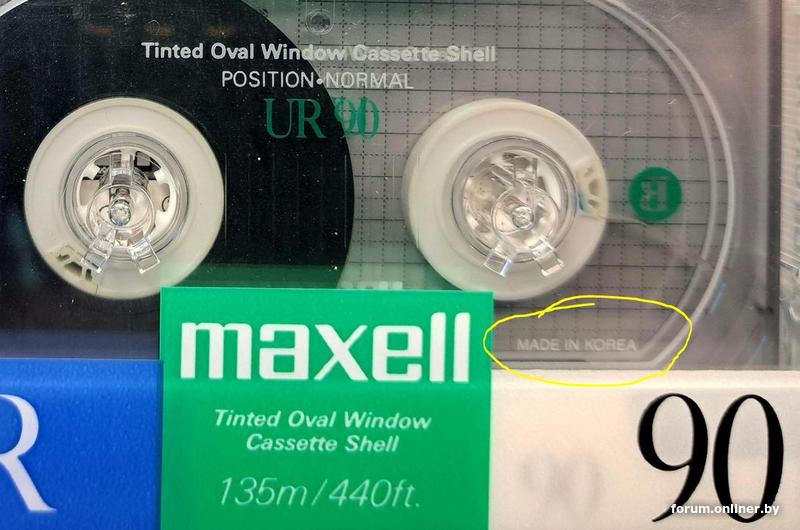 Tinted Oval Window Cassette Shell
POSITION•NORMAL
UR 90
B
MADE IN KOREA
maxell
Tinted Oval Window
Cassette Shell
135m/440ft.
R
90
90
forum.onliner.by